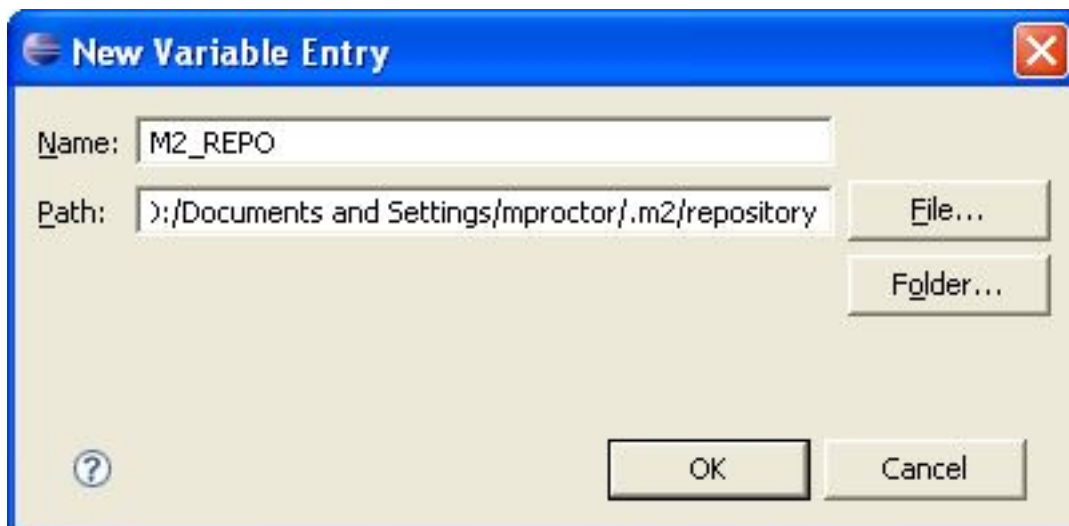 New Variable Entry
Name: M2_REPO
Path: :/Documents and Settings/mproctor/.m2/repository
File...
Folder...
? OK Cancel